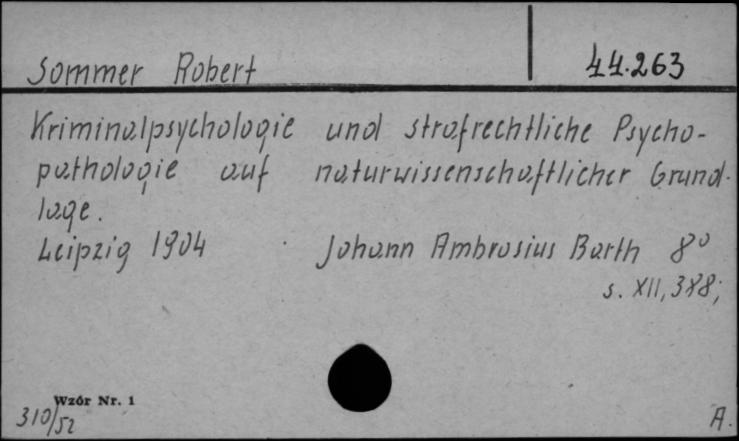 Sommer Robert 44.263
Kriminalpsychologie und strafrechtliche Psycho-
pathologie auf naturwissenschaftlicher Grund-
lage.
Leipzig 1904 Johann Ambrosius Barth 8°
s. XII, 388;
Wzór Nr. 1
310/52 A.